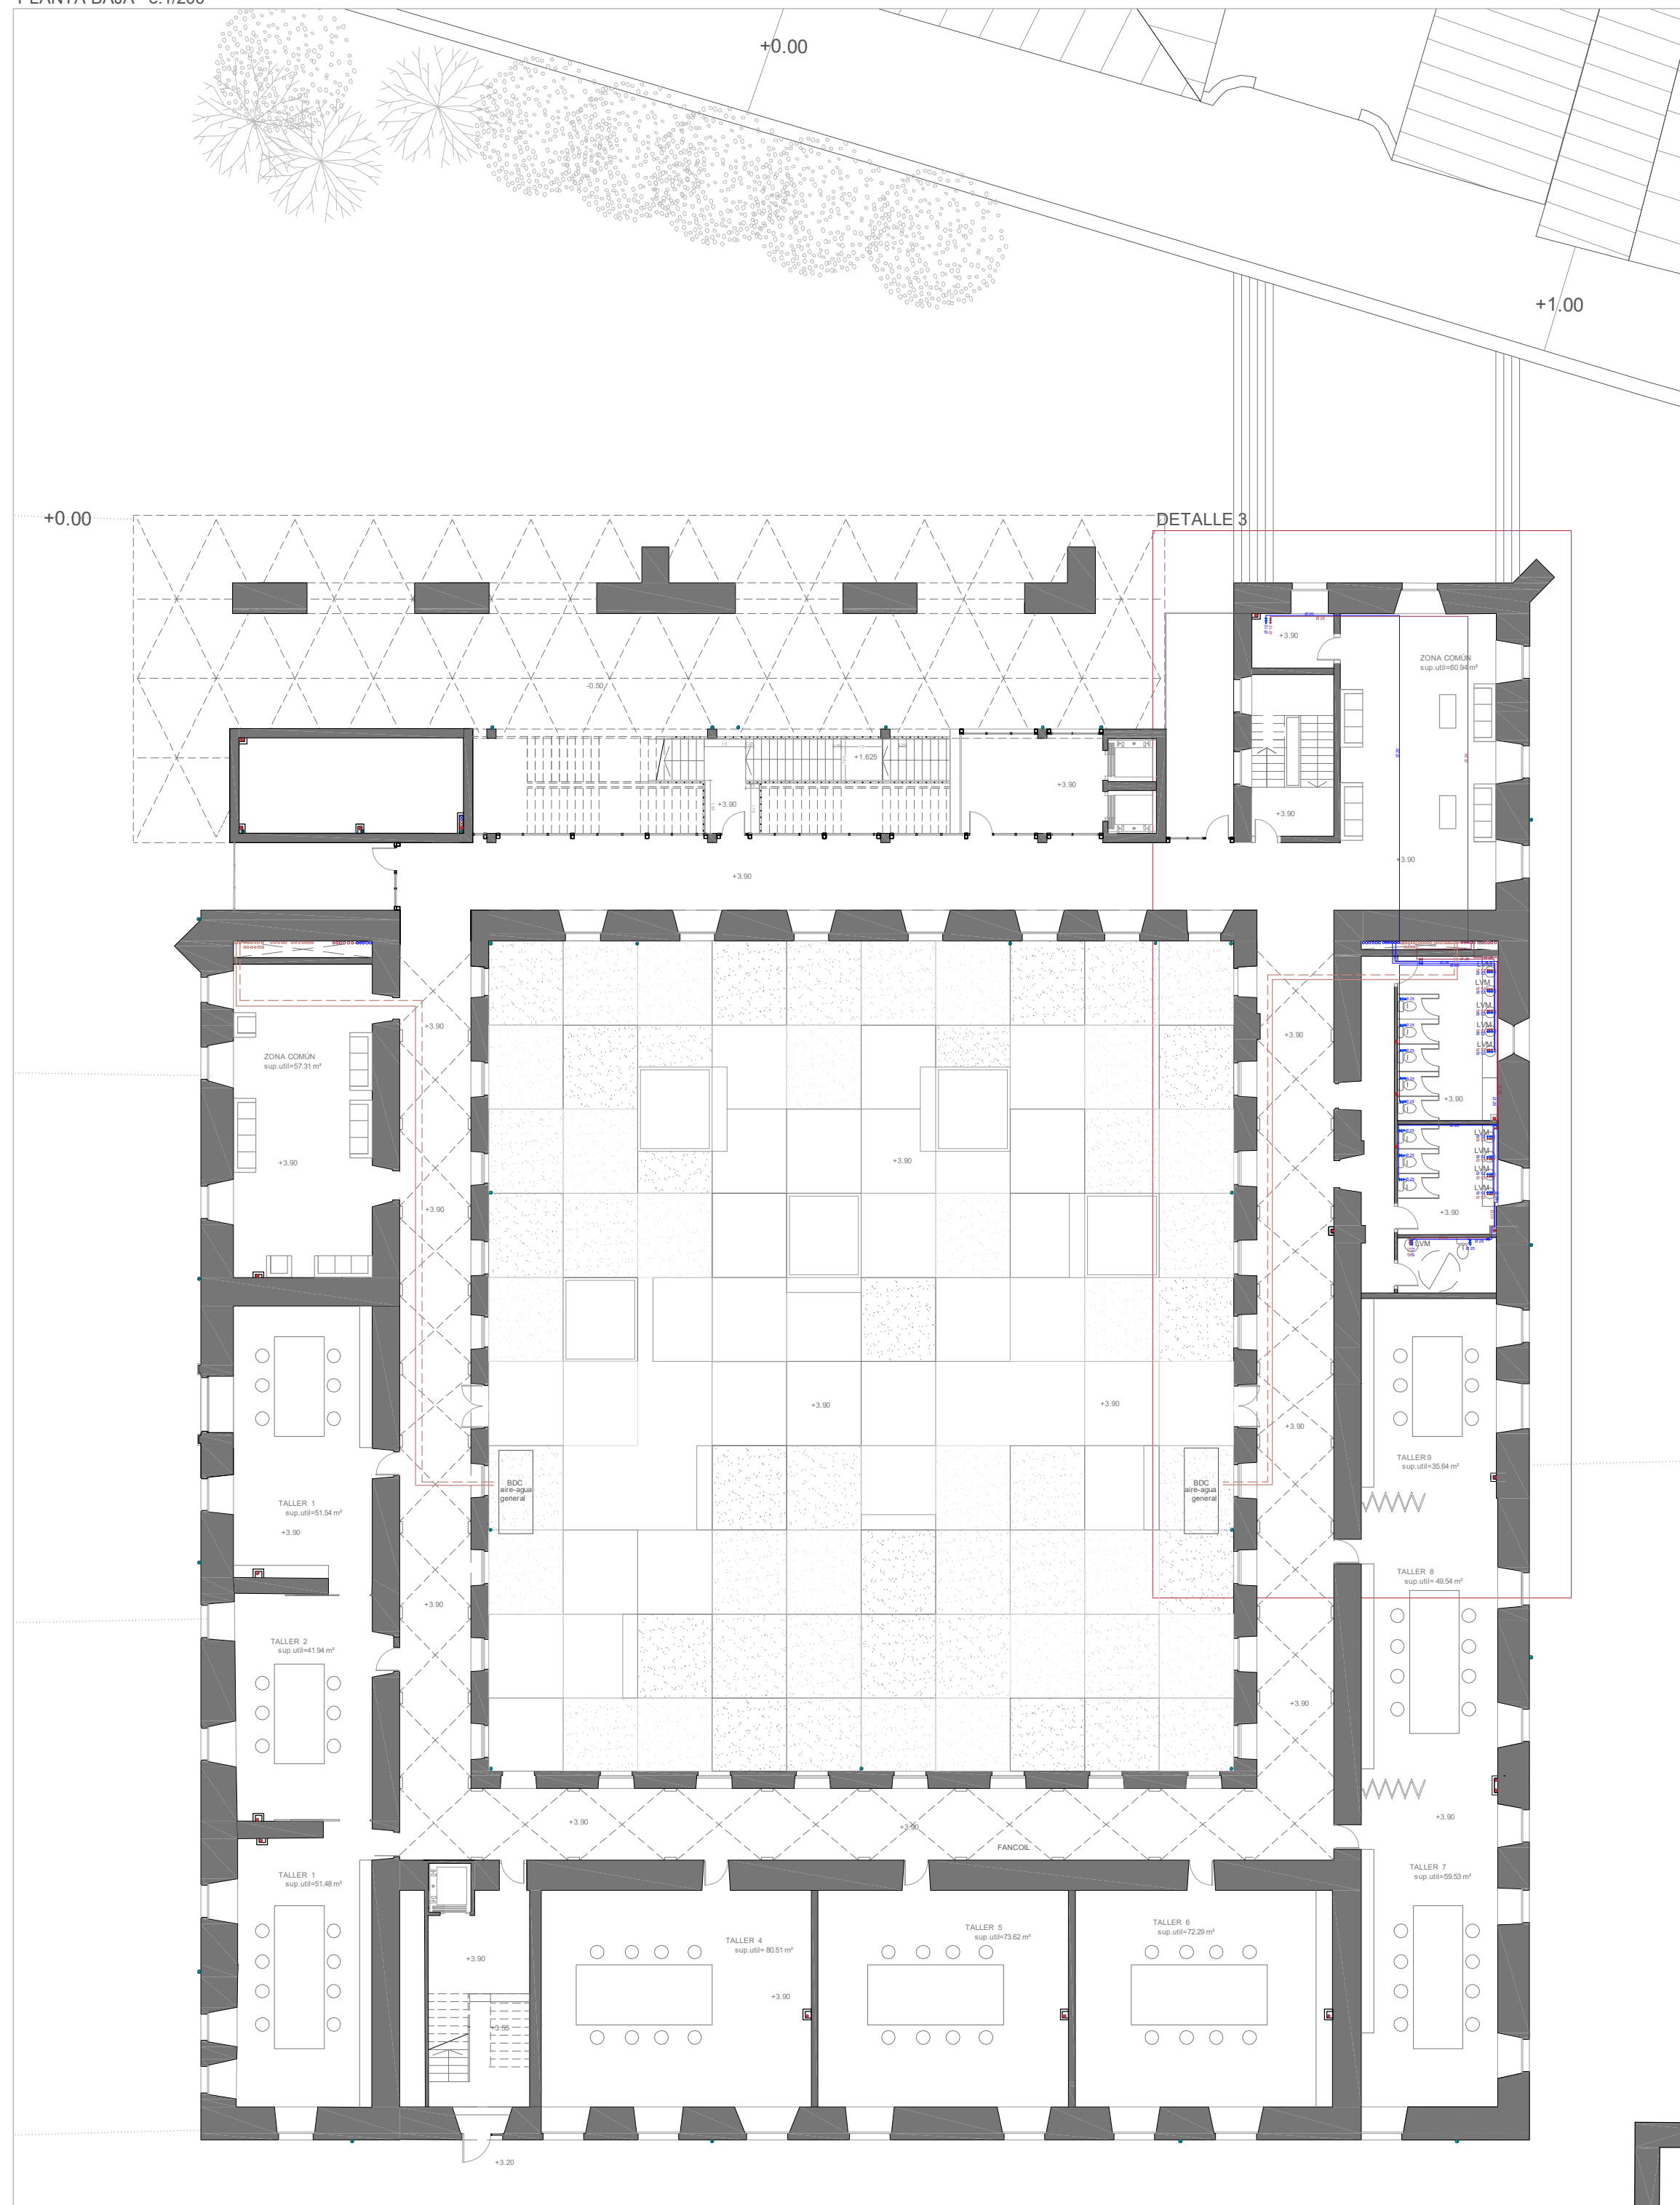 PLANTA BAJA
+0.00
+1.00
+0.00
DETALLE 3
+3.90
ZONA COMÚN
sup.util=60.94 m²
-0.50
+1.625
+3.90
+3.90
+3.90
+3.90
+3.90
+3.90
+3.90
ZONA COMÚN
sup.util=57.31 m²
+3.90
+3.90
+3.90
+3.90
LVM
LVM
LVM
LVM
LVM
+3.90
LVM
LVM
LVM
LVM
+3.90
LVM
+3.90
+3.90
+3.90
BDC
aire-agua
general
BDC
aire-agua
general
TALLER 9
sup.util=35.64 m²
TALLER 1
sup.util=51.54 m²
+3.90
TALLER 8
sup.util= 49.54 m²
+3.90
TALLER 2
sup.util=41.94 m²
+3.90
+3.90
+3.90
+3.90
FANCOIL
TALLER 1
sup.util=51.48 m²
TALLER 7
sup.util=59.53 m²
TALLER 4
sup.util= 80.51 m²
TALLER 5
sup.util=73.62 m²
TALLER 6
sup.util=72.29 m²
+3.90
+3.90
+3.55
+3.20